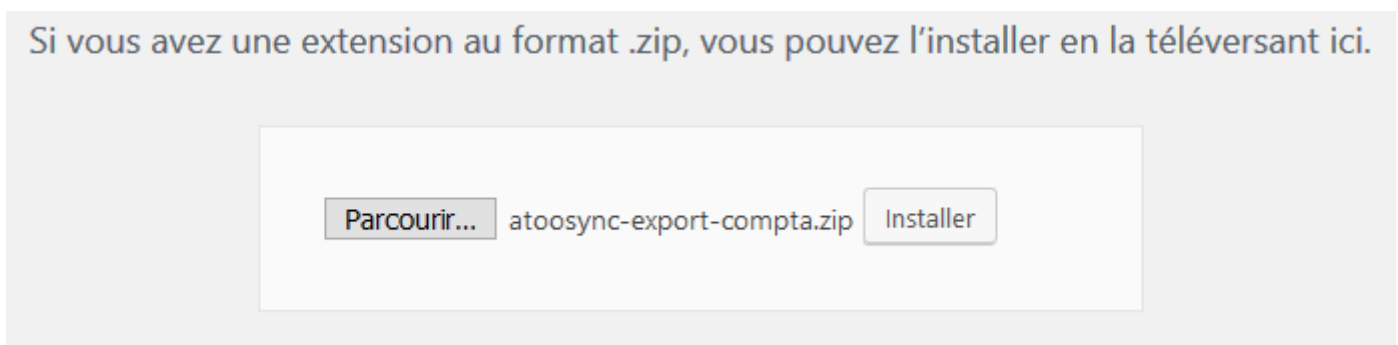 Si vous avez une extension au format .zip, vous pouvez l’installer en la téléversant ici.
Parcourir... atoosync-export-compta.zip Installer